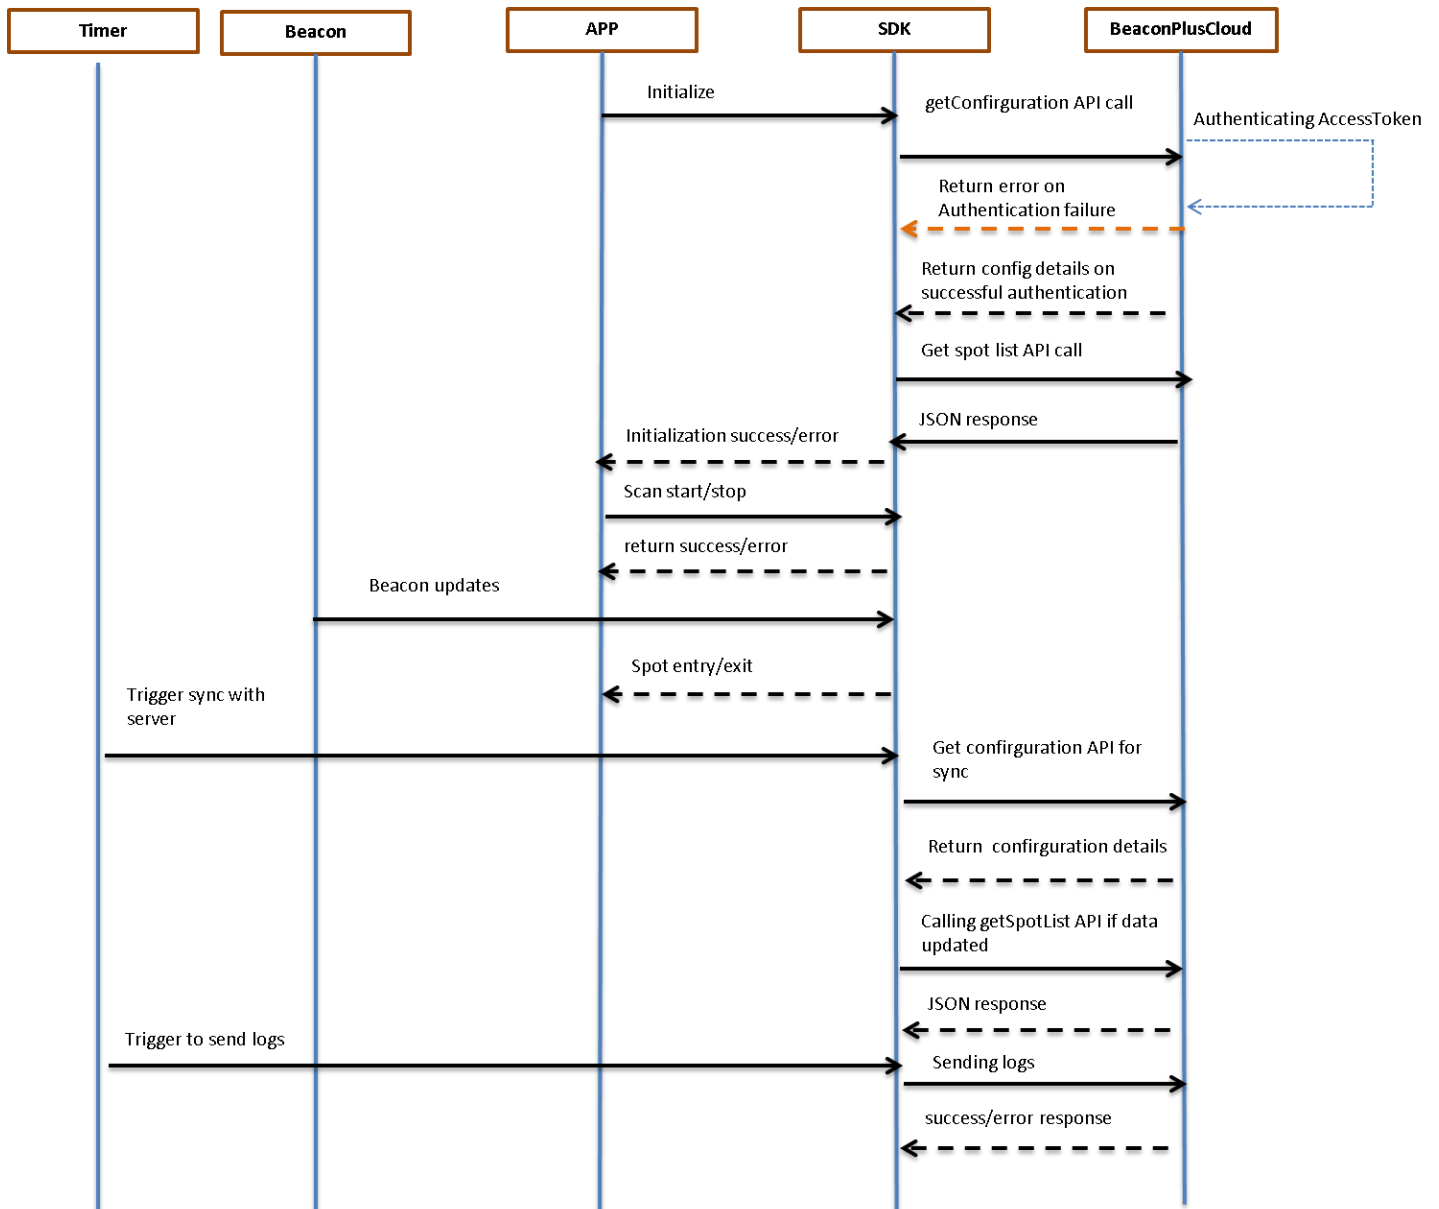 Timer
Beacon
APP
SDK
BeaconPlusCloud
Initialize
getConfirguration API call
Authenticating AccessToken
Return error on
Authentication failure
Return config details on
successful authentication
Get spot list API call
JSON response
Initialization success/error
Scan start/stop
return success/error
Beacon updates
Spot entry/exit
Trigger sync with
server
Get confirguration API for
sync
Return  confirguration details
Calling getSpotList API if data
updated
JSON response
Trigger to send logs
Sending logs
success/error response